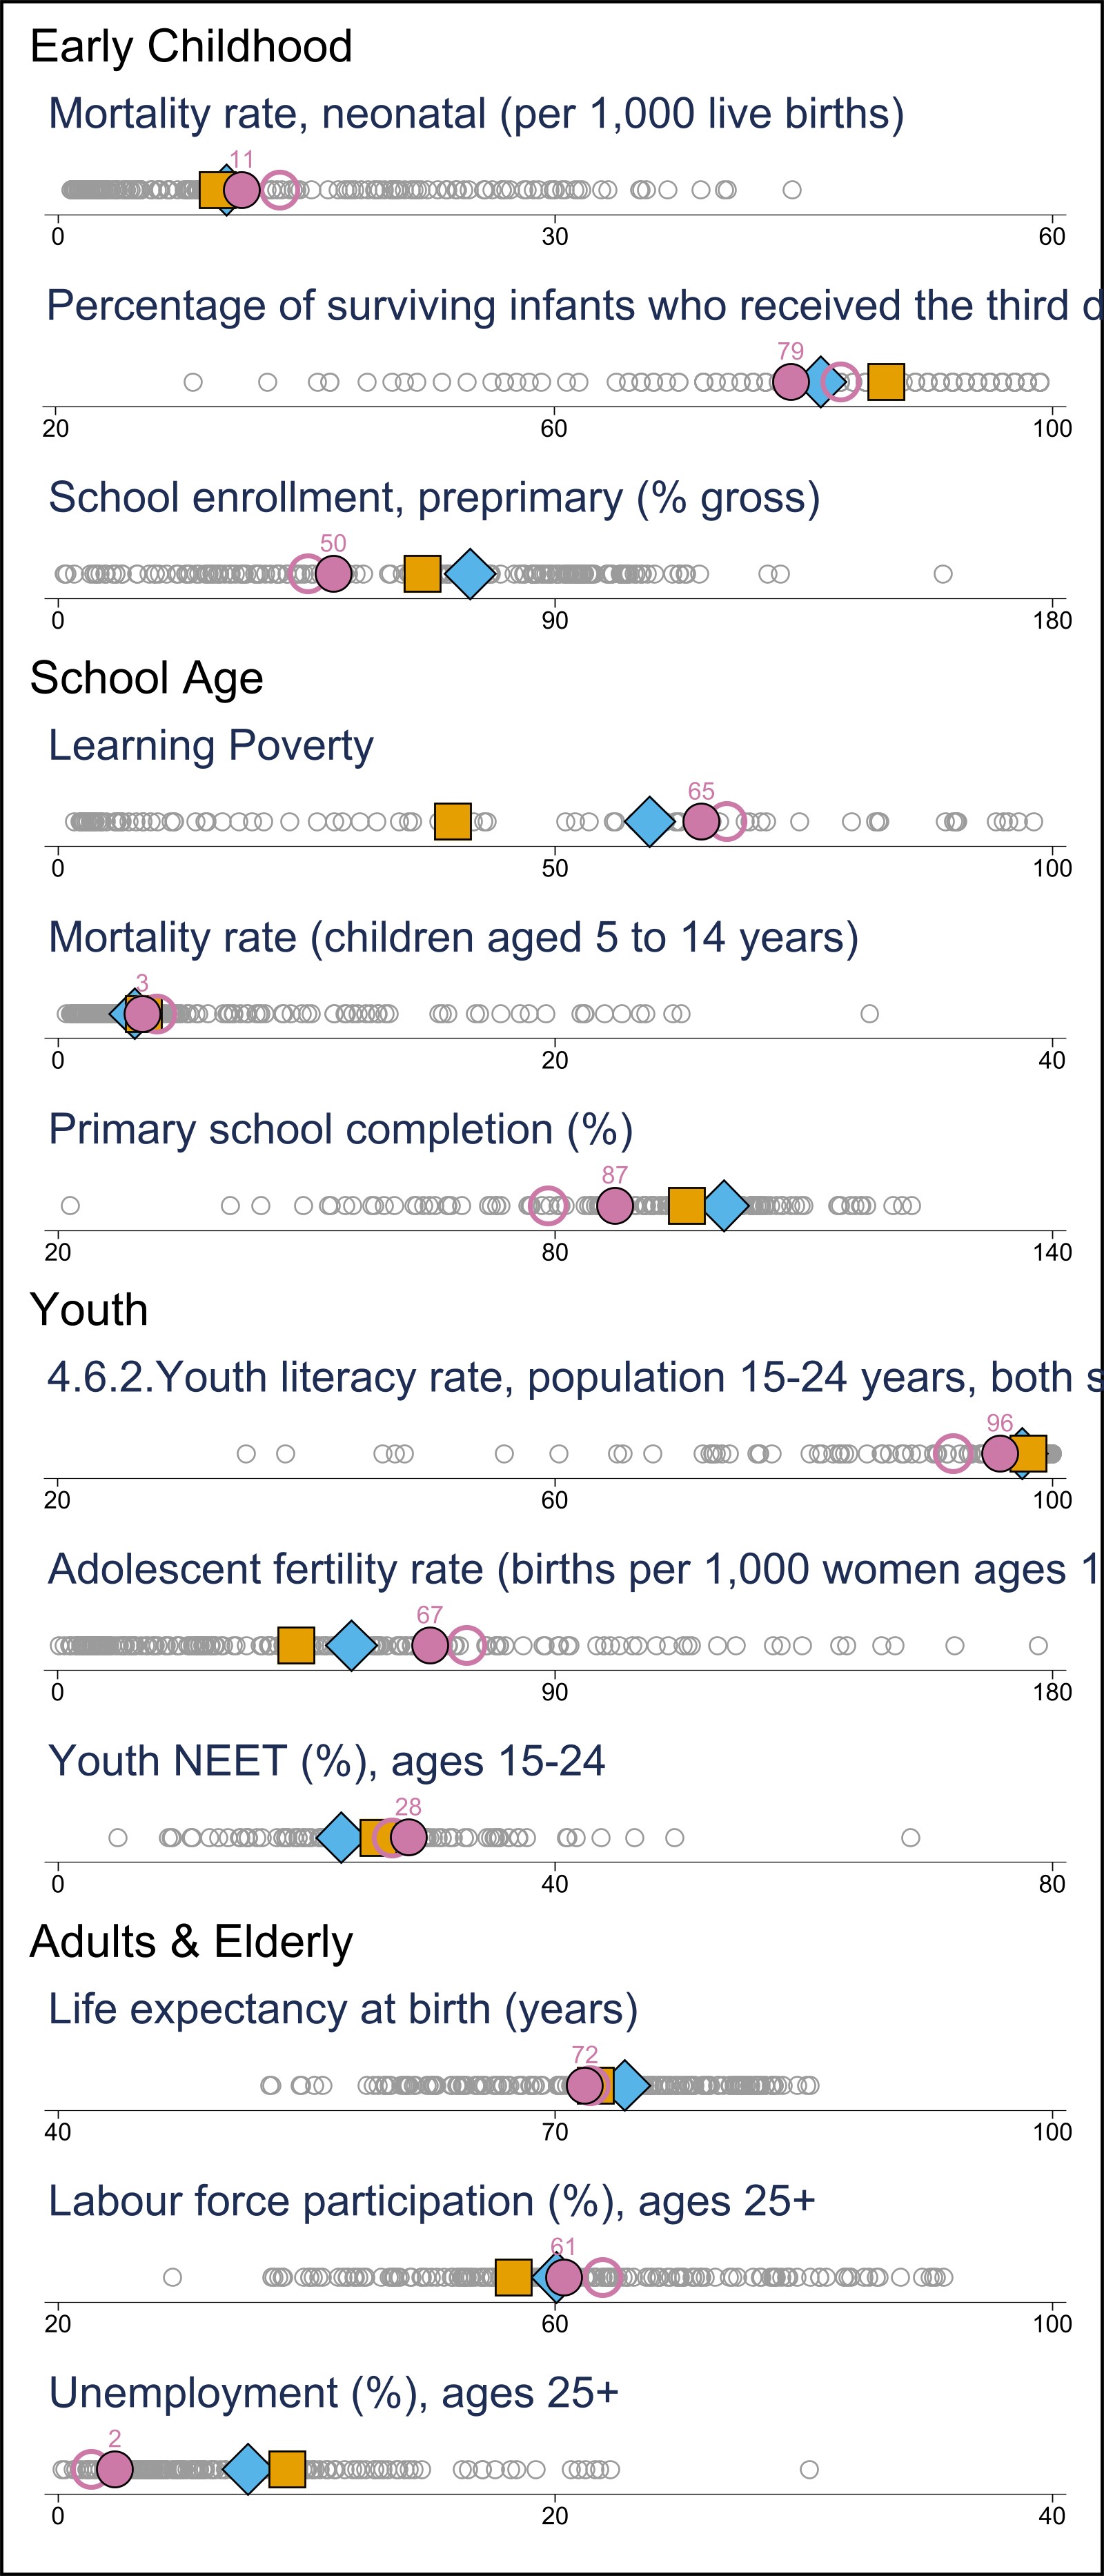 Early Childhood
Mortality rate, neonatal (per 1,000 live births)
11
0 30 60
Percentage of surviving infants who received the third d
79
20 60 100
School enrollment, preprimary (% gross)
50
0 90 180
School Age
Learning Poverty
65
0 50 100
Mortality rate (children aged 5 to 14 years)
3
0 20 40
Primary school completion (%)
87
20 80 140
Youth
4.6.2.Youth literacy rate, population 15-24 years, both s
96
20 60 100
Adolescent fertility rate (births per 1,000 women ages 1
67
0 90 180
Youth NEET (%), ages 15-24
28
0 40 80
Adults & Elderly
Life expectancy at birth (years)
72
40 70 100
Labour force participation (%), ages 25+
61
20 60 100
Unemployment (%), ages 25+
2
0 20 40